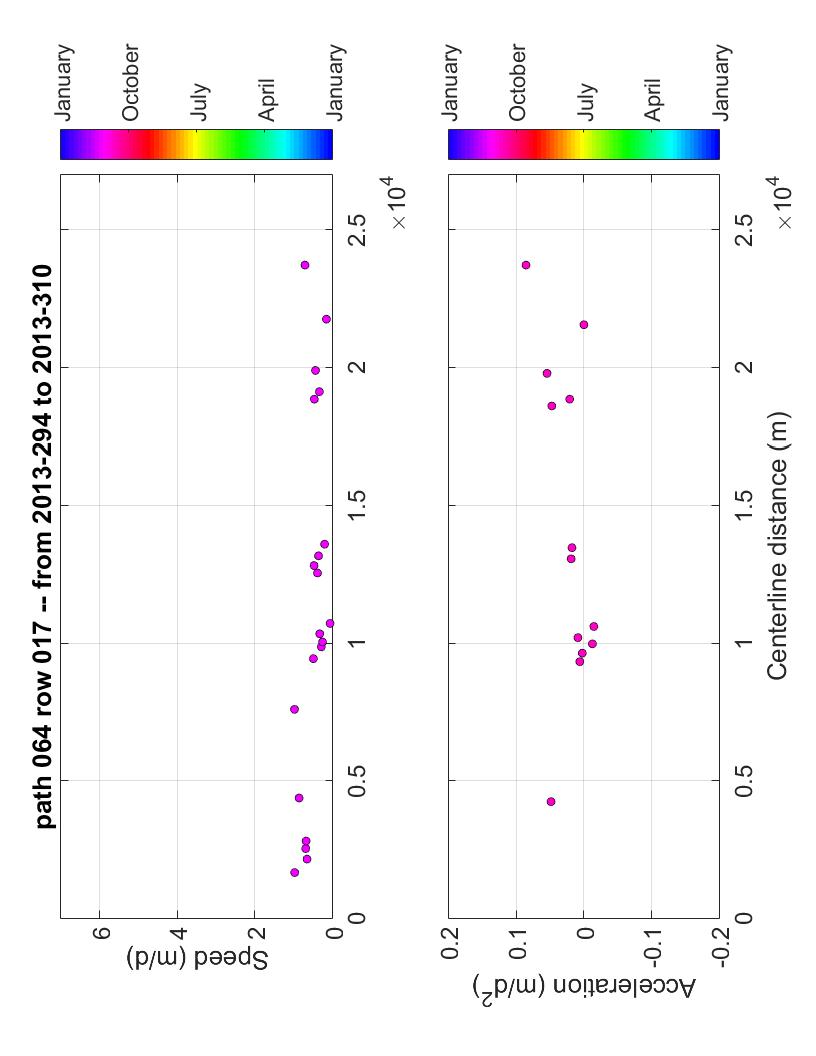 path 064 row 017 -- from 2013-294 to 2013-310
Speed (m/d)
6
4
2
0
0
0.5
1
1.5
2
2.5
×10⁴
January
October
July
April
January
Acceleration (m/d²)
0.2
0.1
0
-0.1
-0.2
0
0.5
1
1.5
2
2.5
×10⁴
Centerline distance (m)
January
October
July
April
January